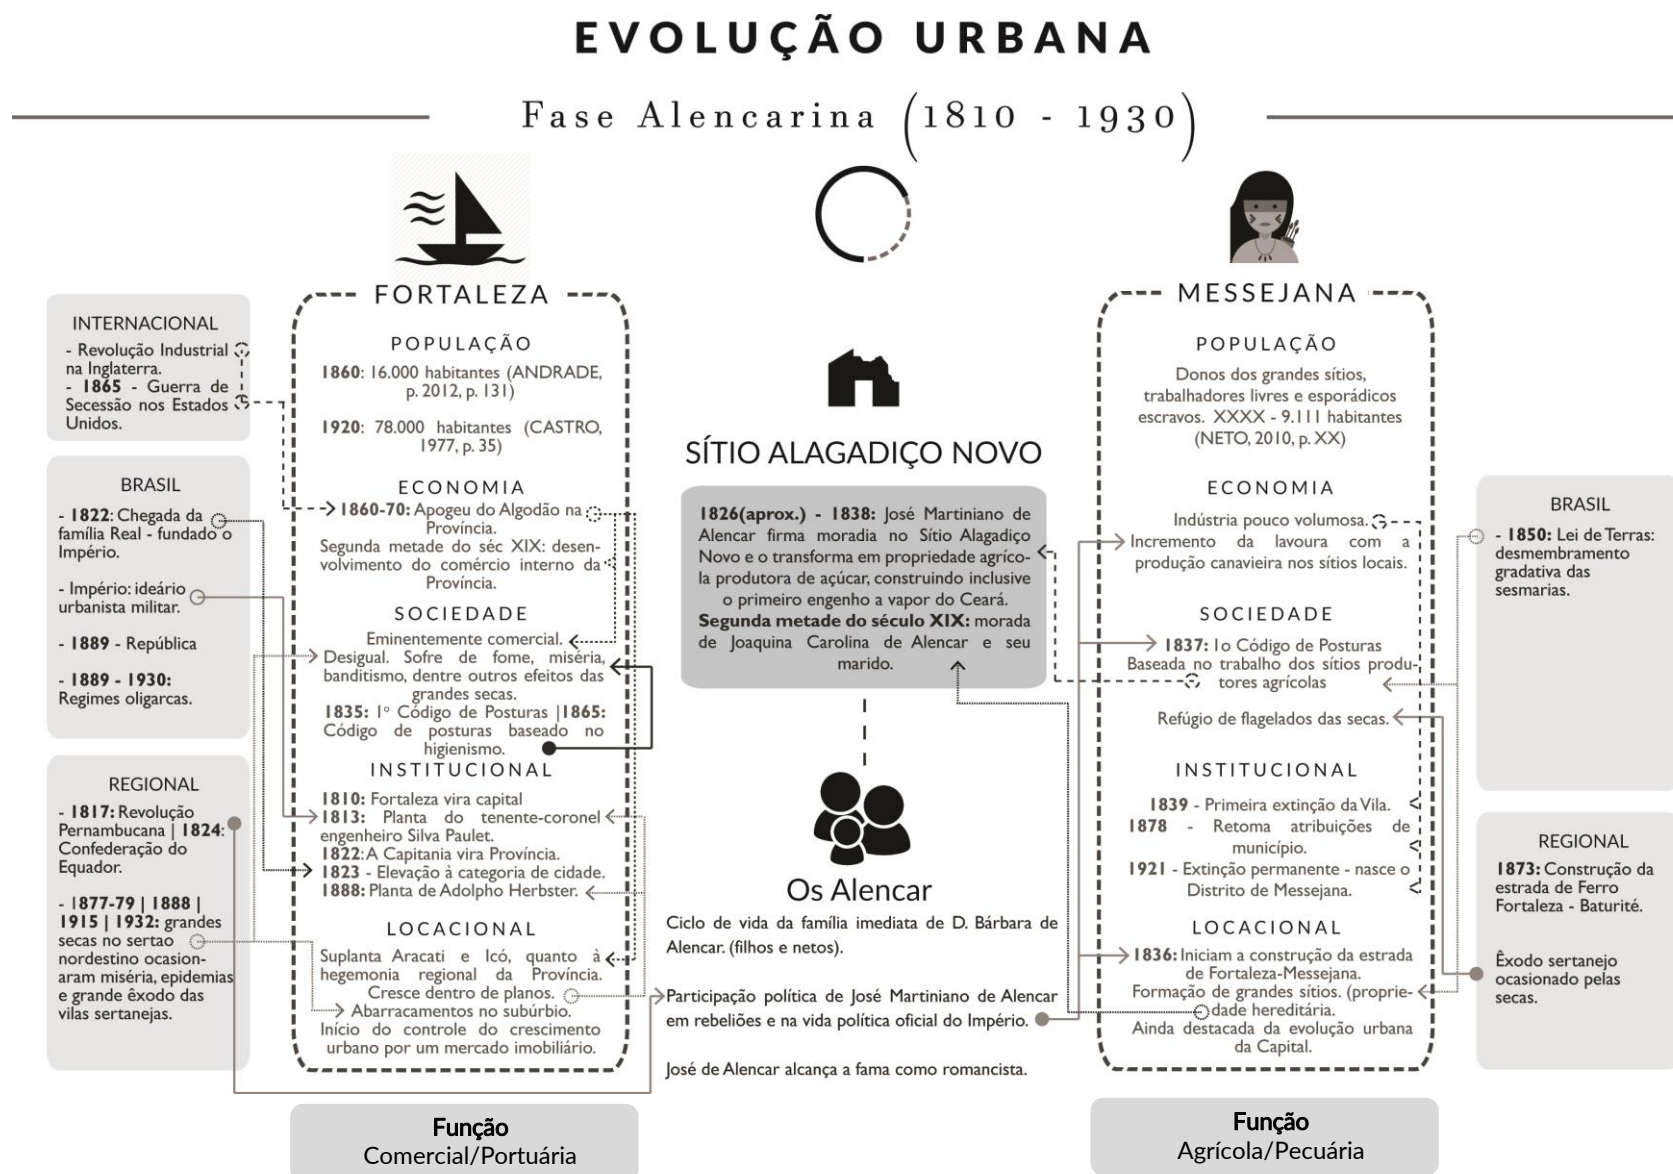 EVOLUÇÃO URBANA
Fase Alencarina (1810 - 1930)
INTERNACIONAL
- Revolução Industrial
na Inglaterra.
- 1865 - Guerra de
Secessão nos Estados
Unidos.
BRASIL
- 1822: Chegada da
família Real - fundado o
Império.
- Império: ideário
urbanista militar.
- 1889 - República
- 1889 - 1930:
Regimes oligarcas.
REGIONAL
- 1817: Revolução
Pernambucana | 1824:
Confederação do
Equador.
- 1877-79 | 1888 |
1915 | 1932: grandes
secas no sertao
nordestino ocasion-
aram miséria, epidemias
e grande êxodo das
vilas sertanejas.
FORTALEZA
POPULAÇÃO
1860: 16.000 habitantes (ANDRADE,
p. 2012, p. 131)
1920: 78.000 habitantes (CASTRO,
1977, p. 35)
ECONOMIA
1860-70: Apogeu do Algodão na
Província.
Segunda metade do séc XIX: desen-
volvimento do comércio interno da
Província.
SOCIEDADE
Eminentemente comercial.
Desigual. Sofre de fome, miséria,
banditismo, dentre outros efeitos das
grandes secas.
1835: 1º Código de Posturas |1865:
Código de posturas baseado no
higienismo.
INSTITUCIONAL
1810: Fortaleza vira capital
1813: Planta do tenente-coronel
engenheiro Silva Paulet.
1822: A Capitania vira Província.
1823 - Elevação à categoria de cidade.
1888: Planta de Adolpho Herbster.
LOCACIONAL
Suplanta Aracati e Icó, quanto à
hegemonia regional da Província.
Cresce dentro de planos.
Abarracamentos no subúrbio.
Início do controle do crescimento
urbano por um mercado imobiliário.
Função
Comercial/Portuária
SÍTIO ALAGADIÇO NOVO
1826(aprox.) - 1838: José Martiniano de
Alencar firma moradia no Sítio Alagadiço
Novo e o transforma em propriedade agríco-
la produtora de açúcar, construindo inclusive
o primeiro engenho a vapor do Ceará.
Segunda metade do século XIX: morada
de Joaquina Carolina de Alencar e seu
marido.
Os Alencar
Ciclo de vida da família imediata de D. Bárbara de
Alencar. (filhos e netos).
Participação política de José Martiniano de Alencar
em rebeliões e na vida política oficial do Império.
José de Alencar alcança a fama como romancista.
MESSEJANA
POPULAÇÃO
Donos dos grandes sítios,
trabalhadores livres e esporádicos
escravos. XXXX - 9.111 habitantes
(NETO, 2010, p. XX)
ECONOMIA
Indústria pouco volumosa.
Incremento da lavoura com a
produção canavieira nos sítios locais.
SOCIEDADE
1837: 1o Código de Posturas
Baseada no trabalho dos sítios produ-
tores agrícolas
Refúgio de flagelados das secas.
INSTITUCIONAL
1839 - Primeira extinção da Vila.
1878 - Retoma atribuições de
município.
1921 - Extinção permanente - nasce o
Distrito de Messejana.
LOCACIONAL
1836: Iniciam a construção da estrada
de Fortaleza-Messejana.
Formação de grandes sítios. (proprie-
dade hereditária.
Ainda destacada da evolução urbana
da Capital.
Função
Agrícola/Pecuária
BRASIL
- 1850: Lei de Terras:
desmembramento
gradativa das
sesmarias.
REGIONAL
1873: Construção da
estrada de Ferro
Fortaleza - Baturité.
Êxodo sertanejo
ocasionado pelas
secas.